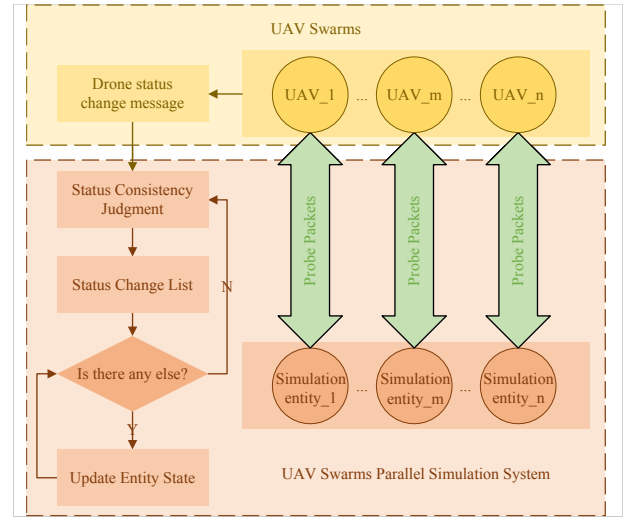 UAV Swarms
Drone status
change message
UAV_1
...
UAV_m
...
UAV_n
Status Consistency
Judgment
Status Change List
N
Is there any else?
Y
Update Entity State
Probe Packets
Probe Packets
Probe Packets
Simulation
entity_1
...
Simulation
entity_m
...
Simulation
entity_n
UAV Swarms Parallel Simulation System